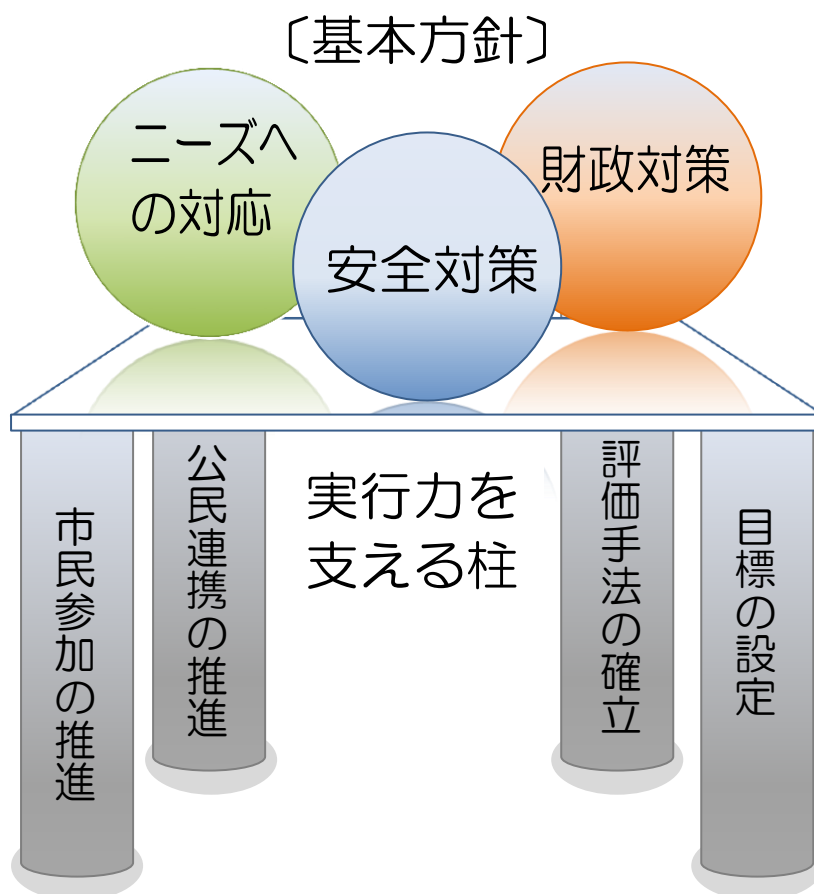 〔基本方針〕
ニーズへ
の対応
安全対策
財政対策
実行力を
支える柱
市民参加の推進
公民連携の推進
評価手法の確立
目標の設定